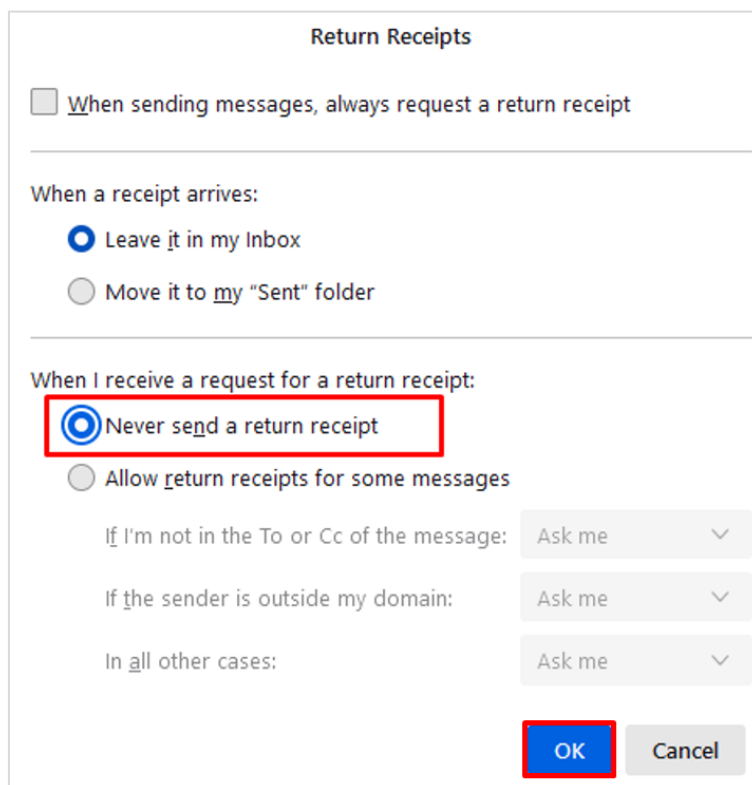 Return Receipts
When sending messages, always request a return receipt
When a receipt arrives:
Leave it in my Inbox
Move it to my “Sent” folder
When I receive a request for a return receipt:
Never send a return receipt
Allow return receipts for some messages
If I'm not in the To or Cc of the message: Ask me
If the sender is outside my domain: Ask me
In all other cases: Ask me
OK Cancel